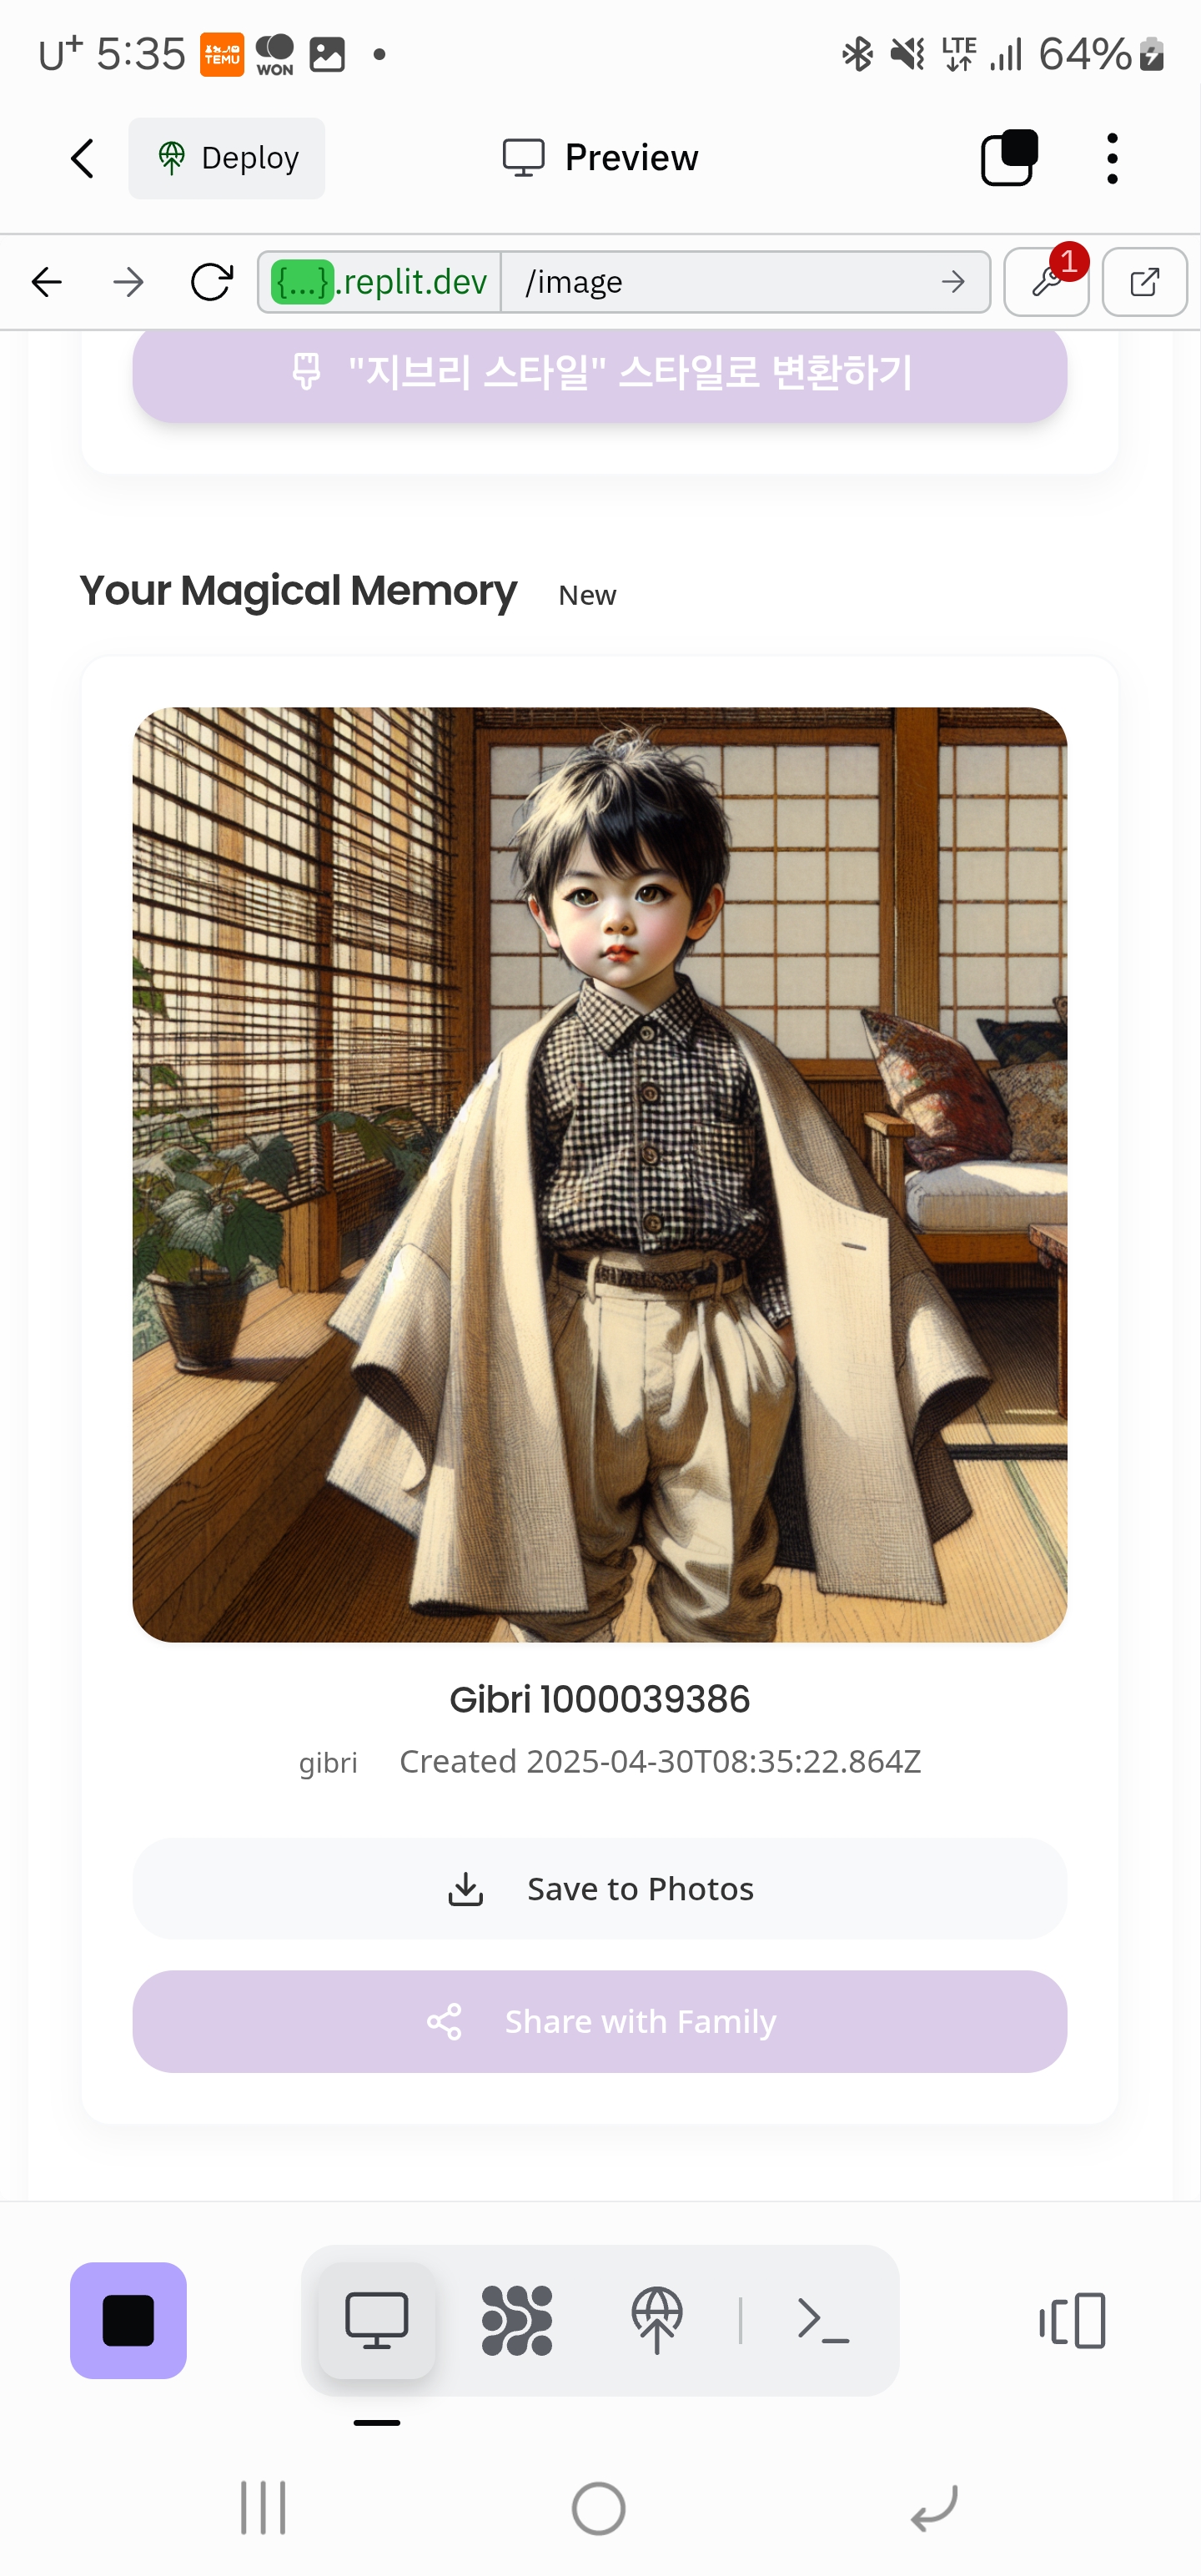 U+ 5:35 TEMU WON LTE 64%
Deploy Preview
{...}.replit.dev /image 1
"지브리 스타일" 스타일로 변환하기
Your Magical Memory New
Gibri 1000039386
gibri Created 2025-04-30T08:35:22.864Z
Save to Photos
Share with Family